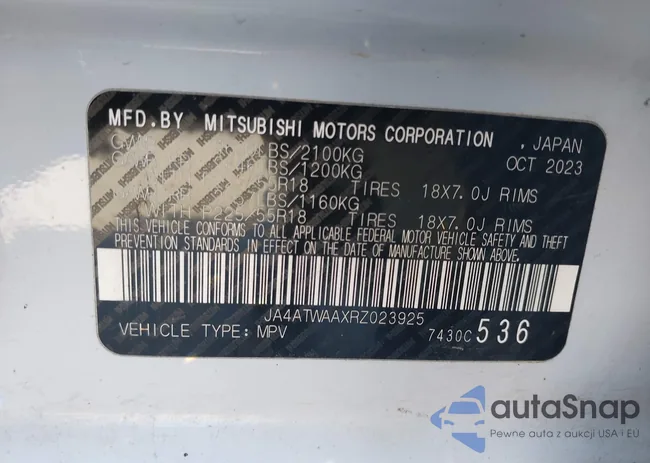 MFD.BY MITSUBISHI MOTORS CORPORATION , JAPAN
OCT 2023
BS/2100KG
BS/1200KG
R18 TIRES 18X7.0J RIMS
LBS/1160KG
WITH P225/55R18 TIRES 18X7.0J RIMS
THIS VEHICLE CONFORMS TO ALL APPLICABLE FEDERAL MOTOR VEHICLE SAFETY AND THEFT
PREVENTION STANDARDS IN EFFECT ON THE DATE OF MANUFACTURE SHOWN ABOVE.
JA4ATWAAXRZ023925
VEHICLE TYPE: MPV 7430C 536
autaSnap
Pewne auta z aukcji USA i EU